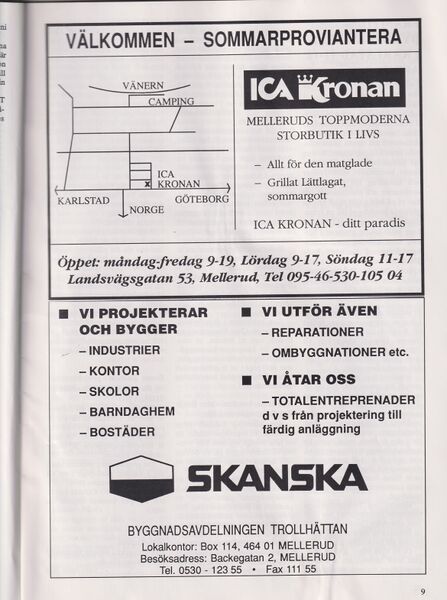 VÄLKOMMEN – SOMMARPROVIANTERA
VÄNERN
CAMPING
ICA
KRONAN
KARLSTAD
GÖTEBORG
NORGE
ICA Kronan
MELLERUDS TOPPMODERNA
STORBUTIK I LIVS
– Allt för den matglade
– Grillat Lättlagat,
sommargott
ICA KRONAN - ditt paradis
Öppet: måndag-fredag 9-19, Lördag 9-17, Söndag 11-17
Landsvägsgatan 53, Mellerud, Tel 095-46-530-105 04
■ VI PROJEKTERAR
OCH BYGGER
– INDUSTRIER
– KONTOR
– SKOLOR
– BARNDAGHEM
– BOSTÄDER
■ VI UTFÖR ÄVEN
– REPARATIONER
– OMBYGGNATIONER etc.
■ VI ÅTAR OSS
– TOTALENTREPRENADER
d v s från projektering till
färdig anläggning
SKANSKA
BYGGNADSAVDELNINGEN TROLLHÄTTAN
Lokalkontor: Box 114, 464 01 MELLERUD
Besöksadress: Backegatan 2, MELLERUD
Tel. 0530 - 123 55 • Fax 111 55
9